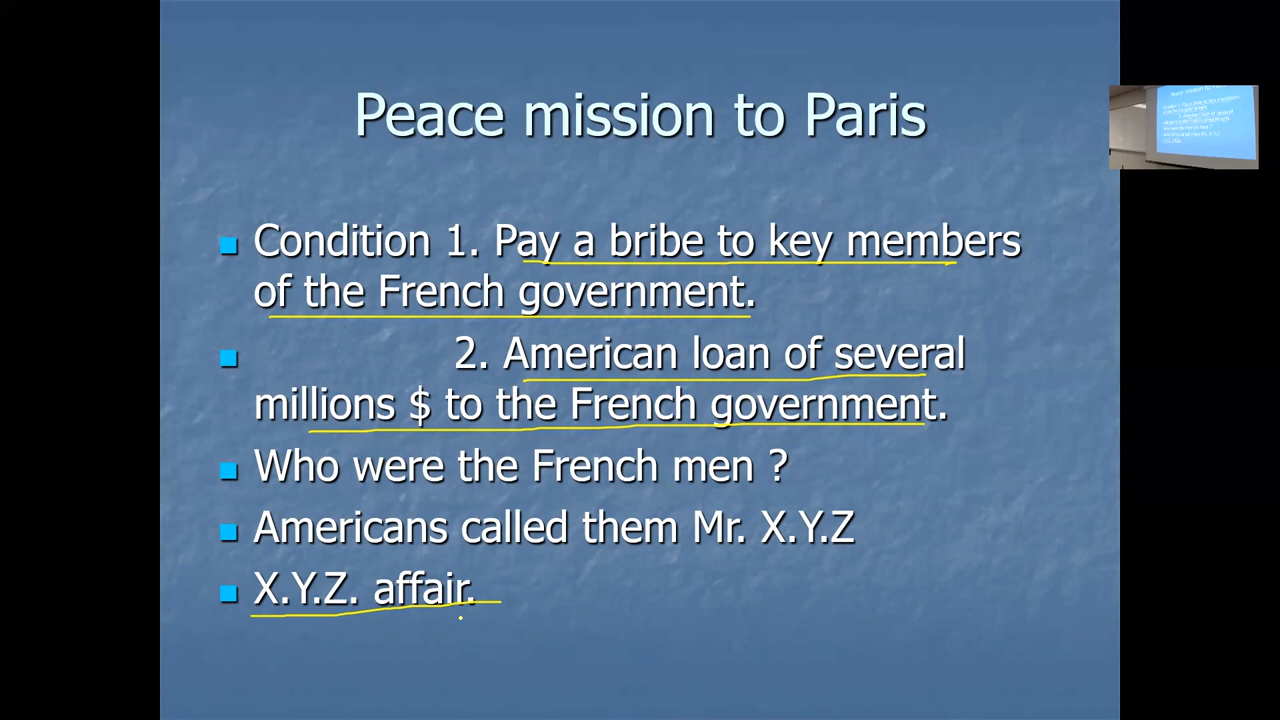 Peace mission to Paris
Condition 1. Pay a bribe to key members
of the French government.
2. American loan of several
millions $ to the French government.
Who were the French men ?
Americans called them Mr. X.Y.Z
X.Y.Z. affair.